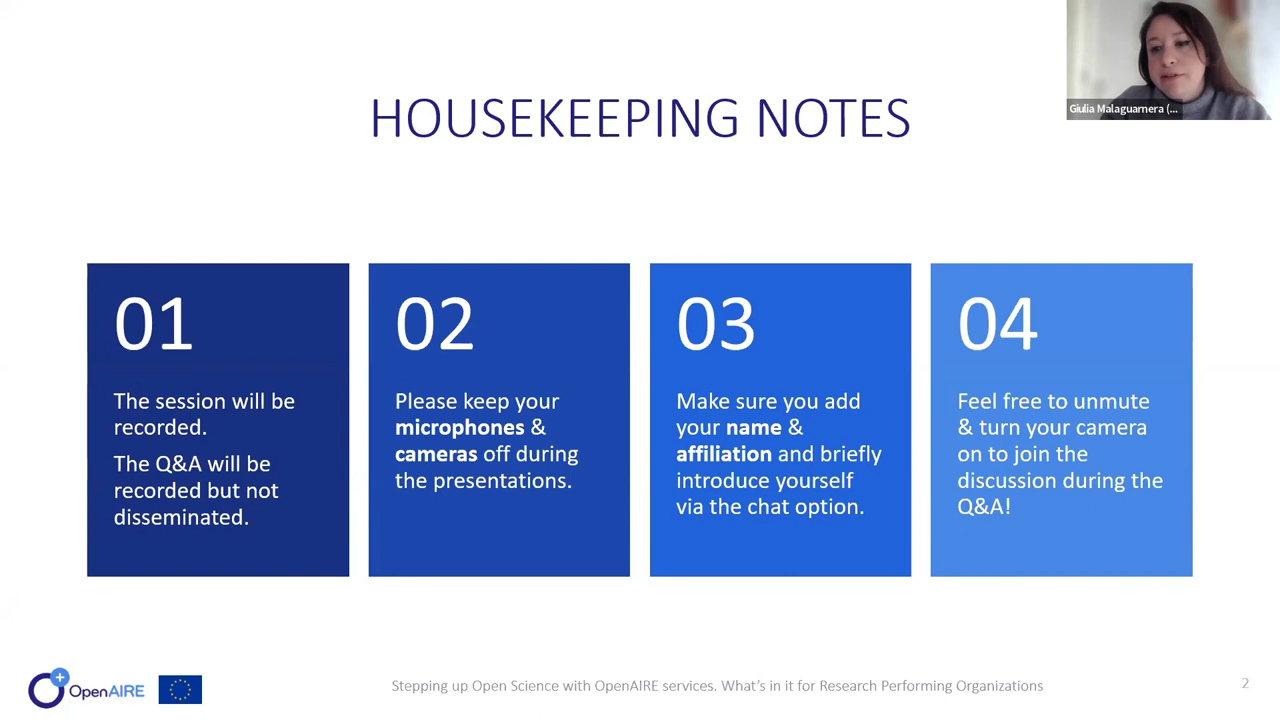 Giulia Malaguarnera (...
HOUSEKEEPING NOTES
01
The session will be
recorded.
The Q&A will be
recorded but not
disseminated.
02
Please keep your
microphones &
cameras off during
the presentations.
03
Make sure you add
your name &
affiliation and briefly
introduce yourself
via the chat option.
04
Feel free to unmute
& turn your camera
on to join the
discussion during the
Q&A!
OpenAIRE
Stepping up Open Science with OpenAIRE services. What's in it for Research Performing Organizations
2